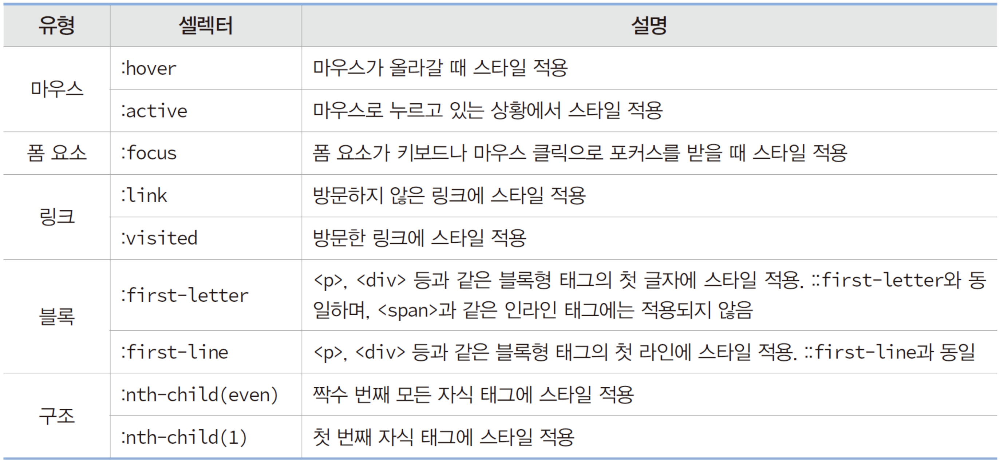 유형 셀렉터 설명
마우스 :hover 마우스가 올라갈 때 스타일 적용
:active 마우스로 누르고 있는 상황에서 스타일 적용
폼 요소 :focus 폼 요소가 키보드나 마우스 클릭으로 포커스를 받을 때 스타일 적용
링크 :link 방문하지 않은 링크에 스타일 적용
:visited 방문한 링크에 스타일 적용
블록 :first-letter <p>, <div> 등과 같은 블록형 태그의 첫 글자에 스타일 적용. ::first-letter와 동
일하며, <span>과 같은 인라인 태그에는 적용되지 않음
:first-line <p>, <div> 등과 같은 블록형 태그의 첫 라인에 스타일 적용. ::first-line과 동일
구조 :nth-child(even) 짝수 번째 모든 자식 태그에 스타일 적용
:nth-child(1) 첫 번째 자식 태그에 스타일 적용